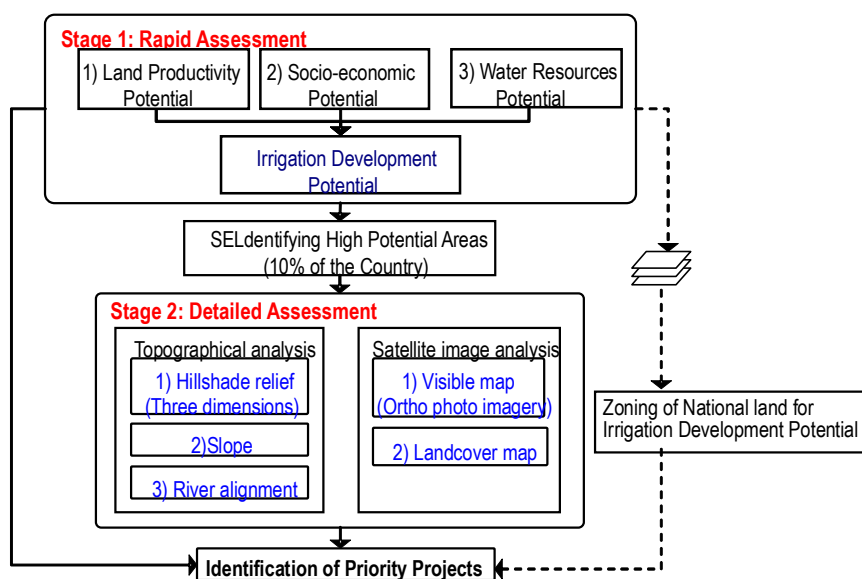 Stage 1: Rapid Assessment
1) Land Productivity
Potential
2) Socio-economic
Potential
3) Water Resources
Potential
Irrigation Development
Potential
SELdentifying High Potential Areas
(10% of the Country)
Stage 2: Detailed Assessment
Topographical analysis
1) Hillshade relief
(Three dimensions)
2)Slope
3) River alignment
Satellite image analysis
1) Visible map
(Ortho photo imagery)
2) Landcover map
Zoning of National land for
Irrigation Development Potential
Identification of Priority Projects